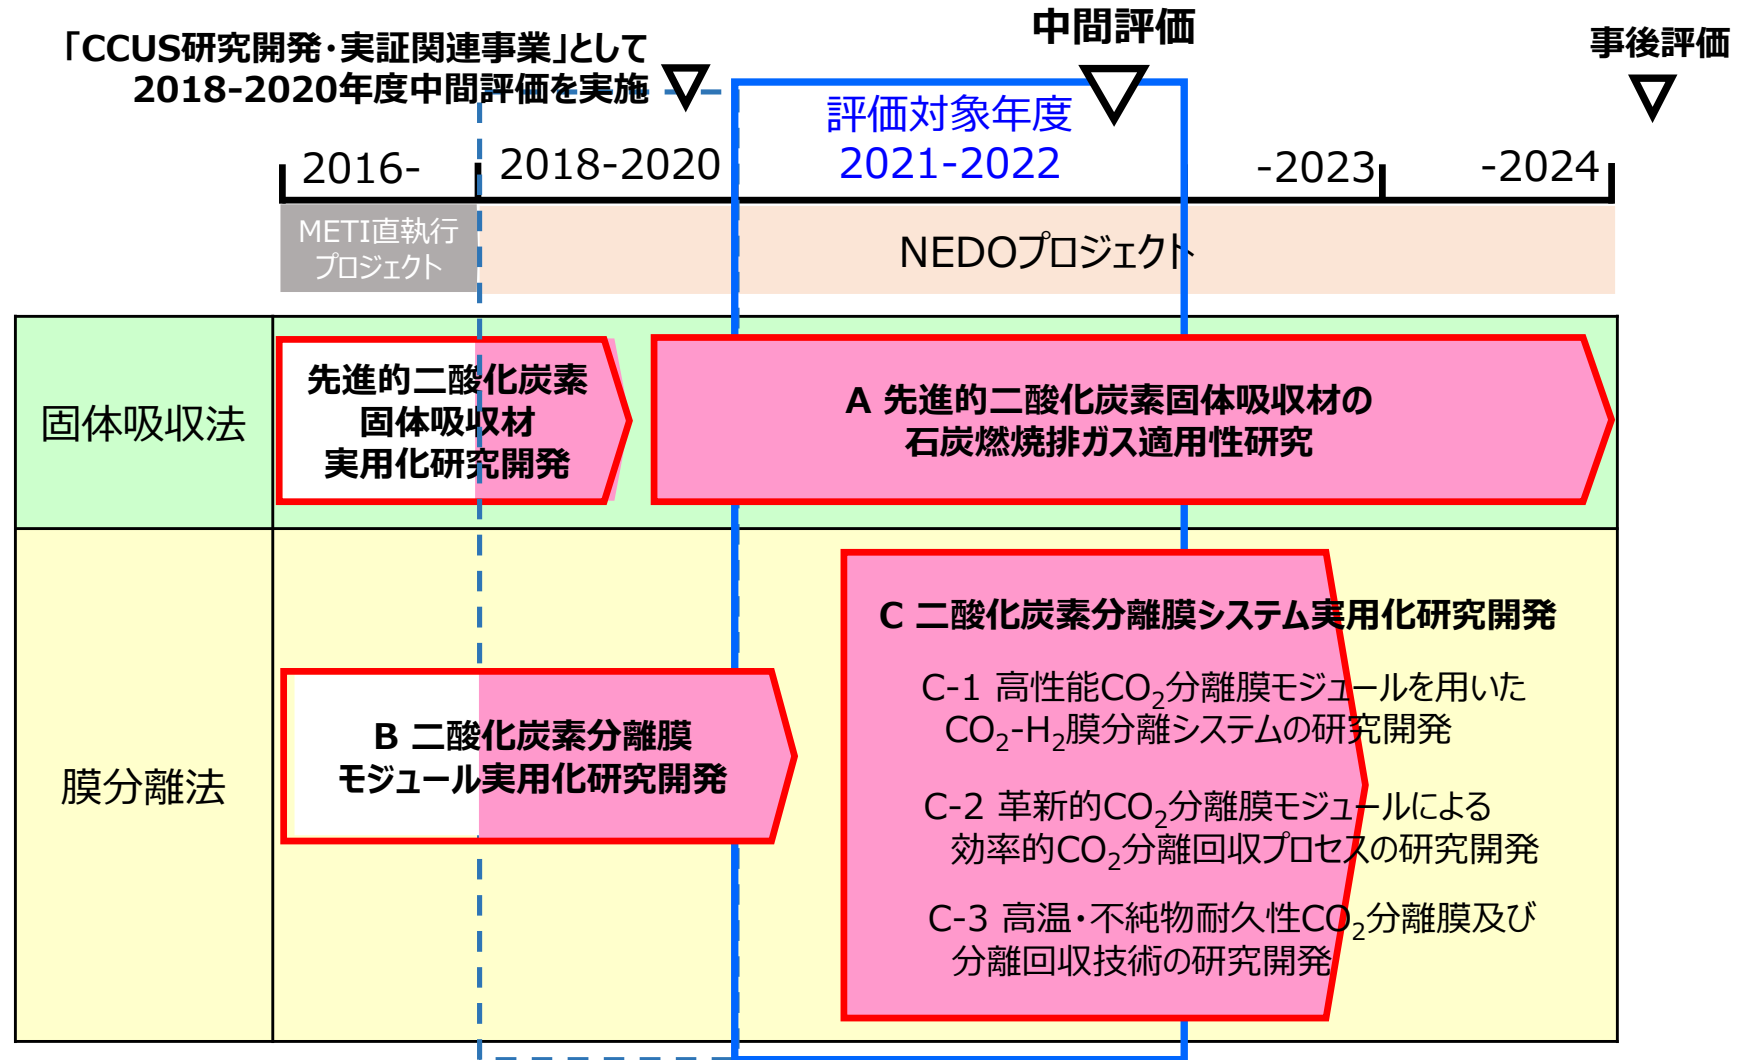 「CCUS研究開発・実証関連事業」として
2018-2020年度中間評価を実施
中間評価
事後評価
評価対象年度
2021-2022
2016-
2018-2020
-2023
-2024
METI直執行
プロジェクト
NEDOプロジェクト
固体吸収法
先進的二酸化炭素
固体吸収材
実用化研究開発
A 先進的二酸化炭素固体吸収材の
石炭燃焼排ガス適用性研究
膜分離法
B 二酸化炭素分離膜
モジュール実用化研究開発
C 二酸化炭素分離膜システム実用化研究開発
C-1 高性能CO₂分離膜モジュールを用いた
CO₂-H₂膜分離システムの研究開発
C-2 革新的CO₂分離膜モジュールによる
効率的CO₂分離回収プロセスの研究開発
C-3 高温・不純物耐久性CO₂分離膜及び
分離回収技術の研究開発